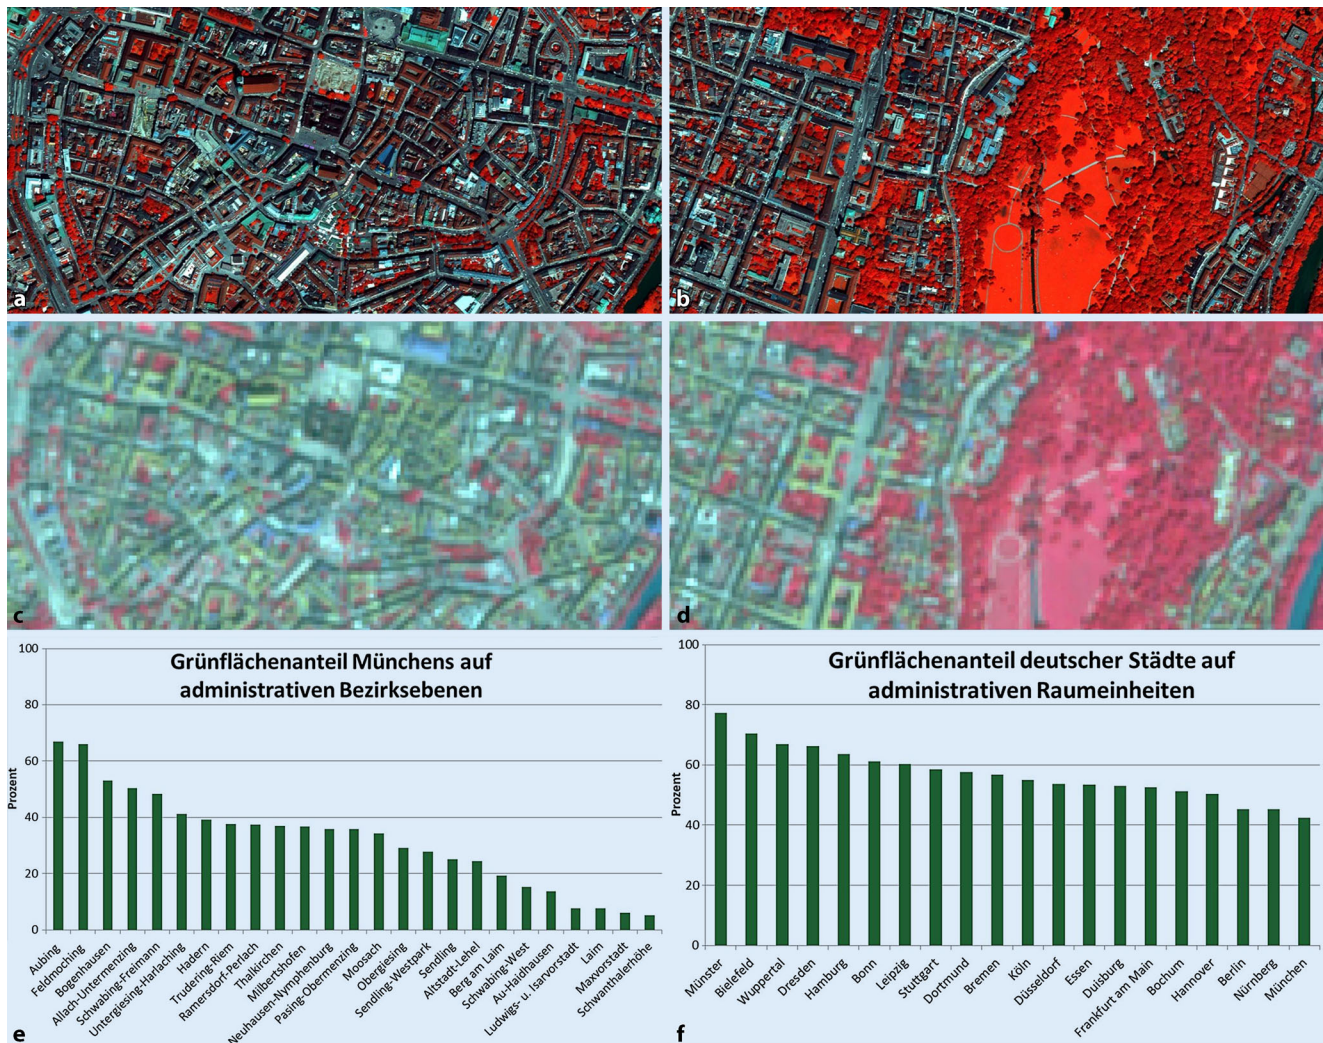 a
b
c
d
Grünflächenanteil Münchens auf
administrativen Bezirksebenen
Prozent
100
80
60
40
20
0
Aubing
Feldmoching
Bogenhausen
Allach-Untermenzing
Schwabing-Freimann
Untergiesing-Harlaching
Hadern
Trudering-Riem
Ramersdorf-Perlach
Thalkirchen
Milbertshofen
Neuhausen-Nymphenburg
Pasing-Obermenzing
Moosach
Obergiesing
Sendling-Westpark
Sendling
Altstadt-Lehel
Berg am Laim
Schwabing-West
Au-Haidhausen
Ludwigs- u. Isarvorstadt
Laim
Maxvorstadt
Schwanthalerhöhe
e
Grünflächenanteil deutscher Städte auf
administrativen Raumeinheiten
Prozent
100
80
60
40
20
0
Münster
Bielefeld
Wuppertal
Dresden
Hamburg
Bonn
Leipzig
Stuttgart
Dortmund
Bremen
Köln
Düsseldorf
Essen
Duisburg
Frankfurt am Main
Bochum
Hannover
Berlin
Nürnberg
München
f